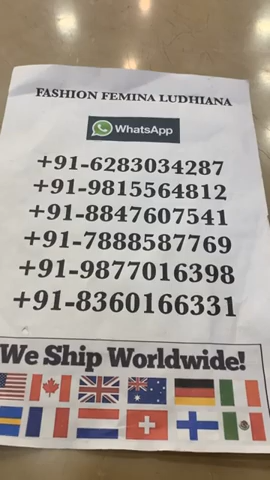 FASHION FEMINA LUDHIANA
WhatsApp
+91-6283034287
+91-9815564812
+91-8847607541
+91-7888587769
+91-9877016398
+91-8360166331
We Ship Worldwide!